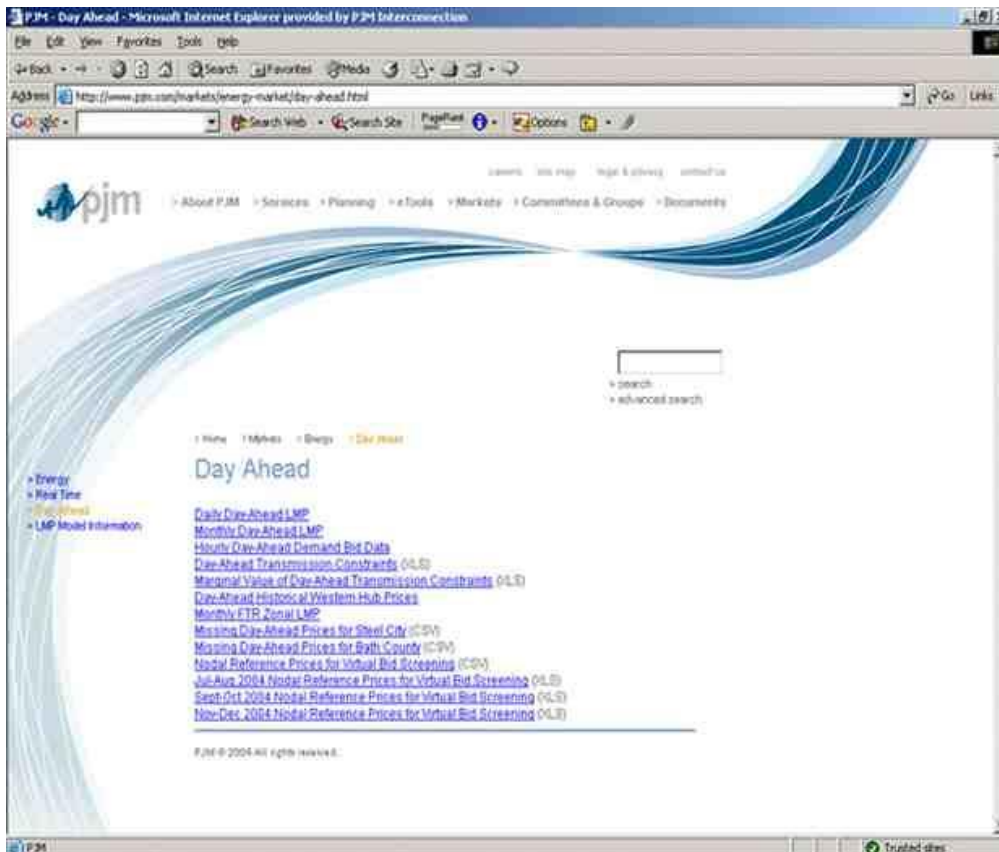 PJM - Day Ahead - Microsoft Internet Explorer provided by PJM Interconnection
File Edit View Favorites Tools Help
Back Search Favorites Media
Address http://www.pjm.com/markets/energy-market/day-ahead.html Go Links
Google Search Web Search Site PageRank Options
careers site map legal & privacy contact us
pjm
> About PJM > Services > Planning > eTools > Markets > Committees & Groups > Documents
> search
> advanced search
> Home > Markets > Energy > Day Ahead
Day Ahead
> Energy
> Real Time
> Day Ahead
> LMP Model Information
Daily Day-Ahead LMP
Monthly Day-Ahead LMP
Hourly Day-Ahead Demand Bid Data
Day-Ahead Transmission Constraints (XLS)
Marginal Value of Day-Ahead Transmission Constraints (XLS)
Day-Ahead Historical Western Hub Prices
Monthly FTR Zonal LMP
Missing Day-Ahead Prices for Steel City (CSV)
Missing Day-Ahead Prices for Bath County (CSV)
Nodal Reference Prices for Virtual Bid Screening (CSV)
Jul-Aug 2004 Nodal Reference Prices for Virtual Bid Screening (XLS)
Sept-Oct 2004 Nodal Reference Prices for Virtual Bid Screening (XLS)
Nov-Dec 2004 Nodal Reference Prices for Virtual Bid Screening (XLS)
PJM © 2004 All rights reserved.
PJM Trusted sites